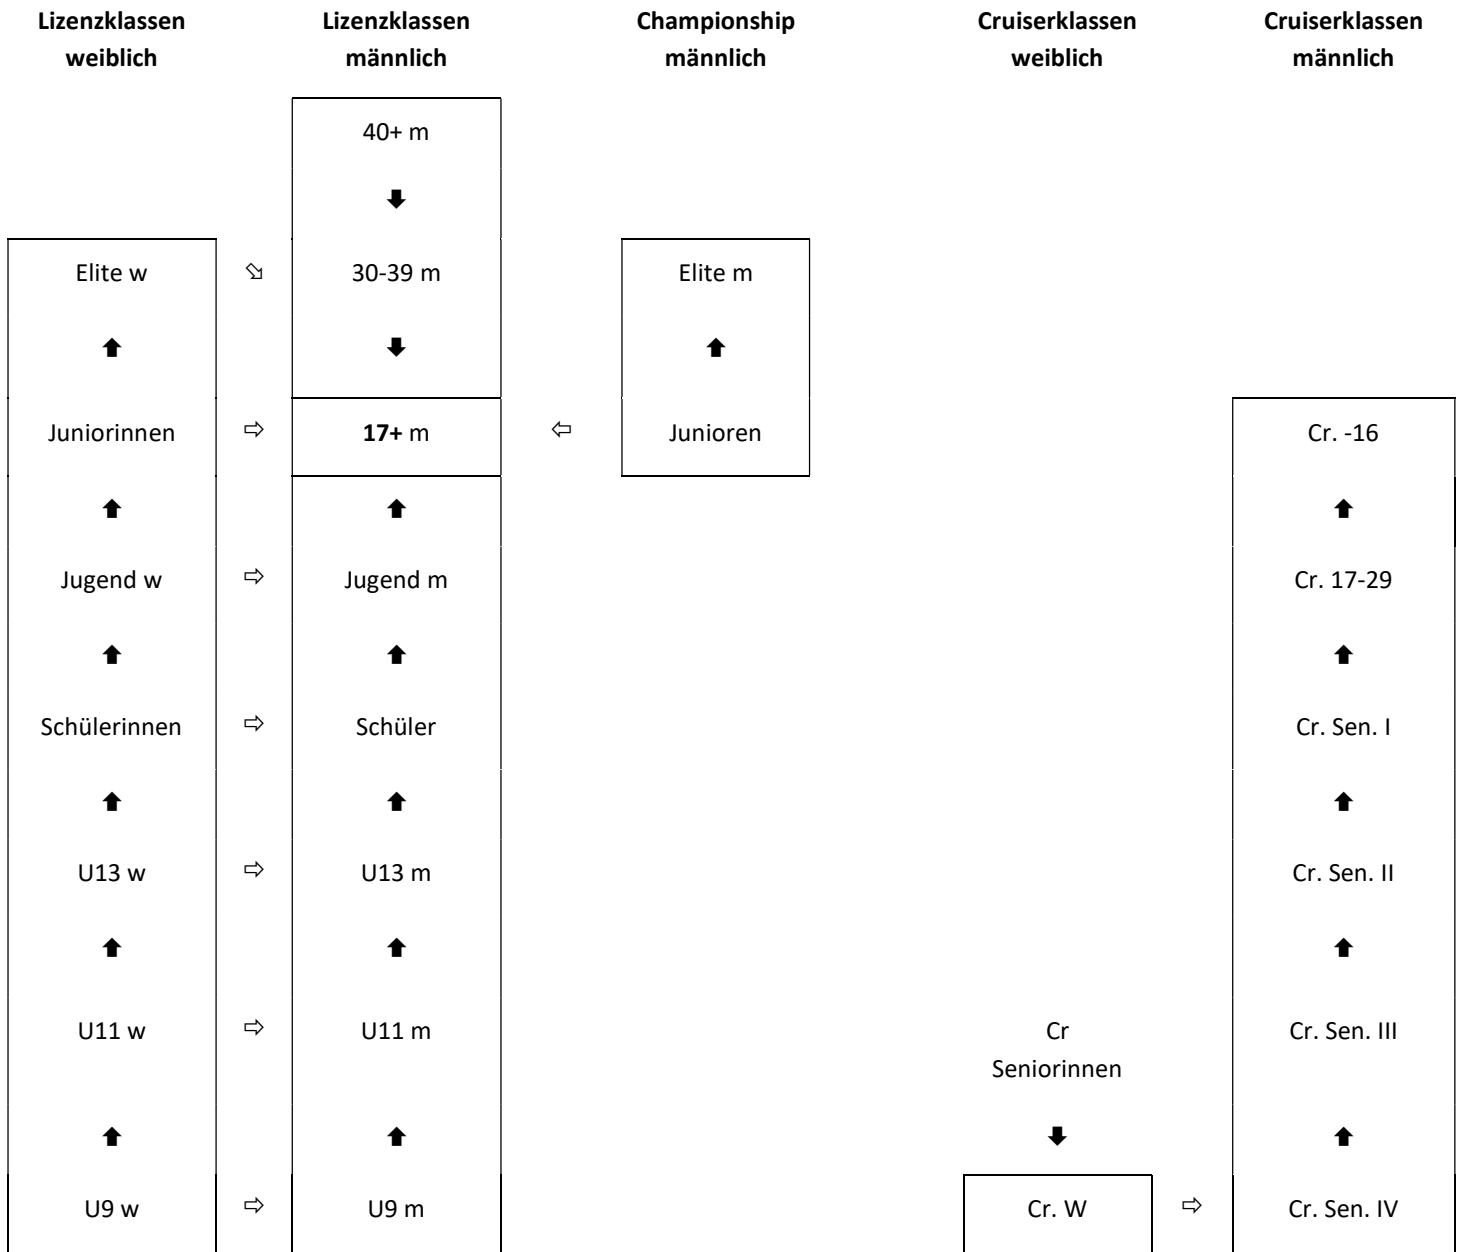 Lizenzklassen weiblich
Lizenzklassen männlich
Championship männlich
Cruiserklassen weiblich
Cruiserklassen männlich
40+ m
⬇
Elite w ⬂ 30-39 m Elite m
⬆ ⬇ ⬆
Juniorinnen ⇨ 17+ m ⇦ Junioren Cr. -16
⬆ ⬆ ⬆
Jugend w ⇨ Jugend m Cr. 17-29
⬆ ⬆ ⬆
Schülerinnen ⇨ Schüler Cr. Sen. I
⬆ ⬆ ⬆
U13 w ⇨ U13 m Cr. Sen. II
⬆ ⬆ ⬆
U11 w ⇨ U11 m Cr Seniorinnen Cr. Sen. III
⬆ ⬆ ⬇ ⬆
U9 w ⇨ U9 m Cr. W ⇨ Cr. Sen. IV